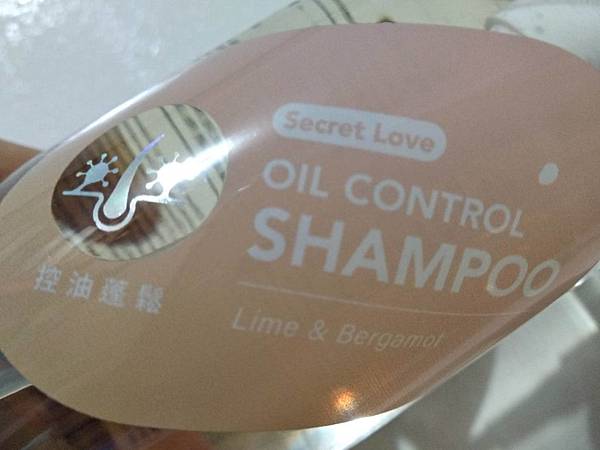 Secret Love
OIL CONTROL
SHAMPOO
Lime & Bergamot
控油蓬鬆